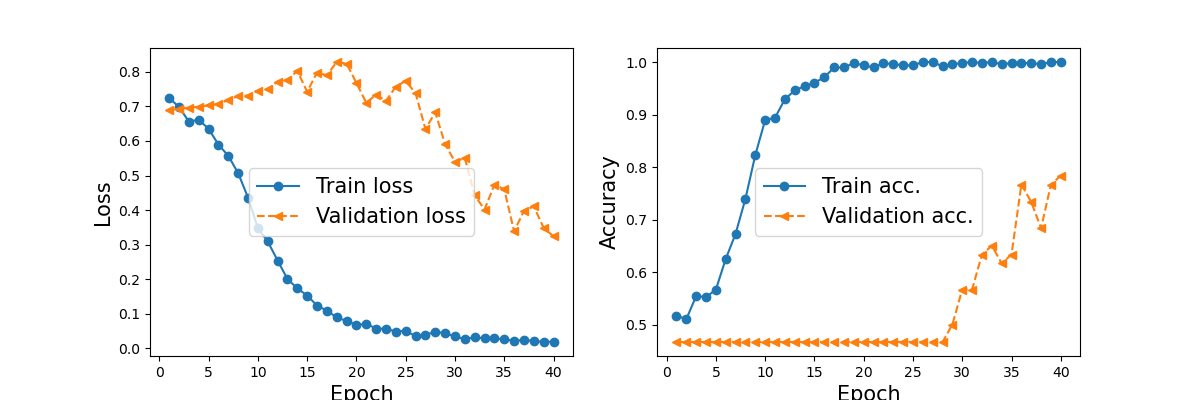 0.8
0.7
0.6
0.5
0.4
0.3
0.2
0.1
0.0
Loss
Train loss
Validation loss
0 5 10 15 20 25 30 35 40
Epoch
1.0
0.9
0.8
0.7
0.6
0.5
Accuracy
Train acc.
Validation acc.
0 5 10 15 20 25 30 35 40
Epoch